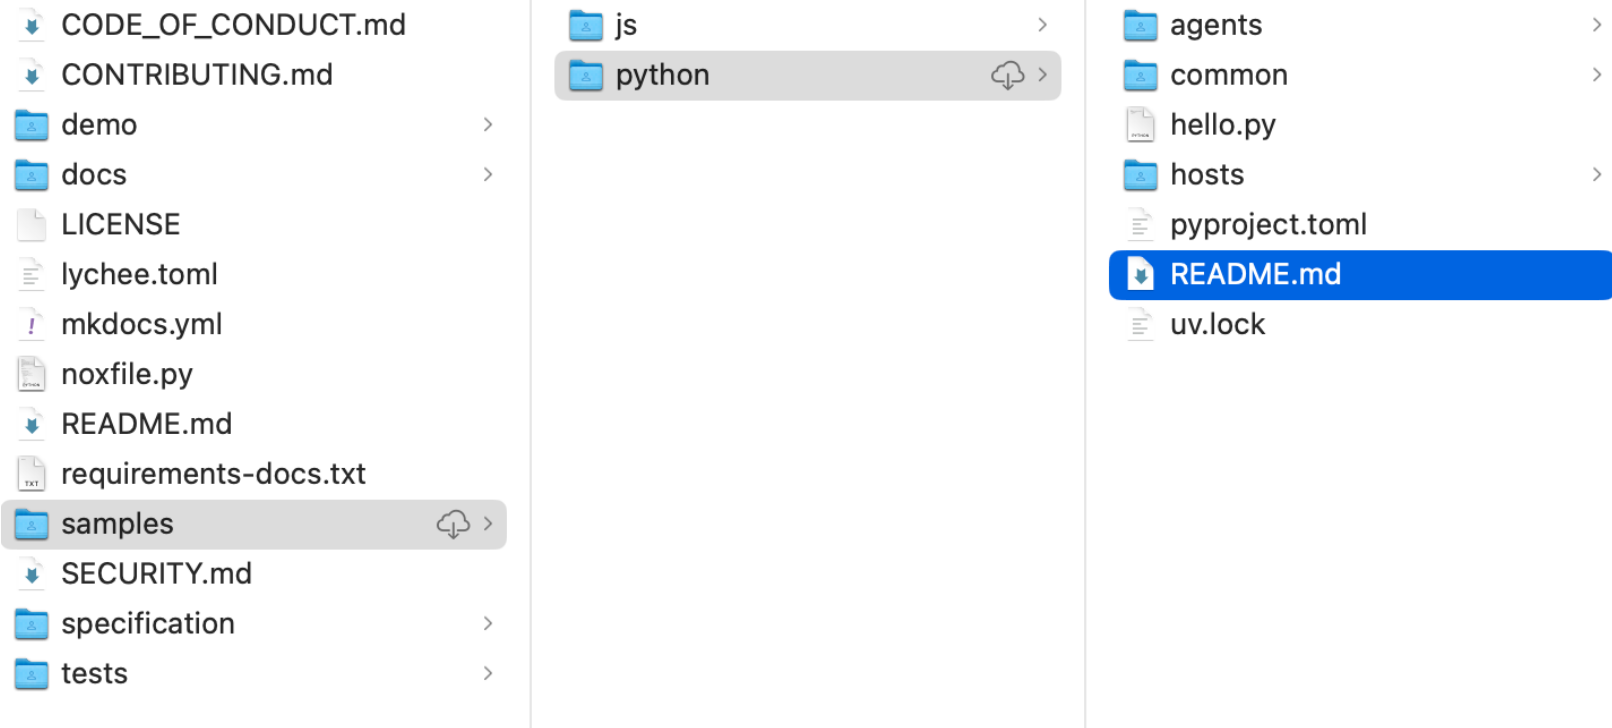 CODE_OF_CONDUCT.md
CONTRIBUTING.md
demo
docs
LICENSE
lychee.toml
mkdocs.yml
noxfile.py
README.md
requirements-docs.txt
samples
SECURITY.md
specification
tests
js
python
agents
common
hello.py
hosts
pyproject.toml
README.md
uv.lock